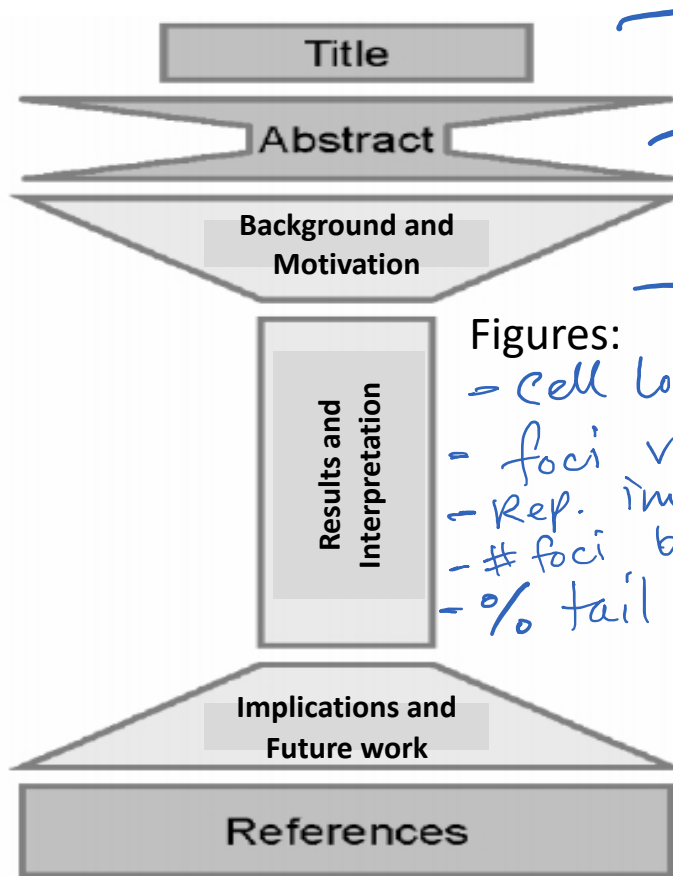 Title
Abstract
Background and
Motivation
Figures:
- Cell
- foci
Results and
Interpretation
- Rep.
- # foci
- % tail
Implications and
Future work
References